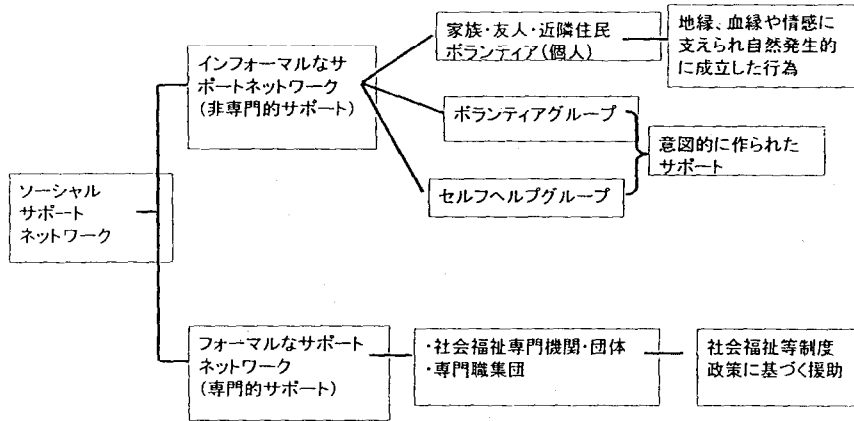 ソーシャル
サポート
ネットワーク
インフォーマルなサ
ポートネットワーク
(非専門的サポート)
家族・友人・近隣住民
ボランティア(個人)
地縁、血縁や情感に
支えられ自然発生的
に成立した行為
ボランティアグループ
セルフヘルプグループ
意図的に作られた
サポート
フォーマルなサポート
ネットワーク
(専門的サポート)
・社会福祉専門機関・団体
・専門職集団
社会福祉等制度
政策に基づく援助